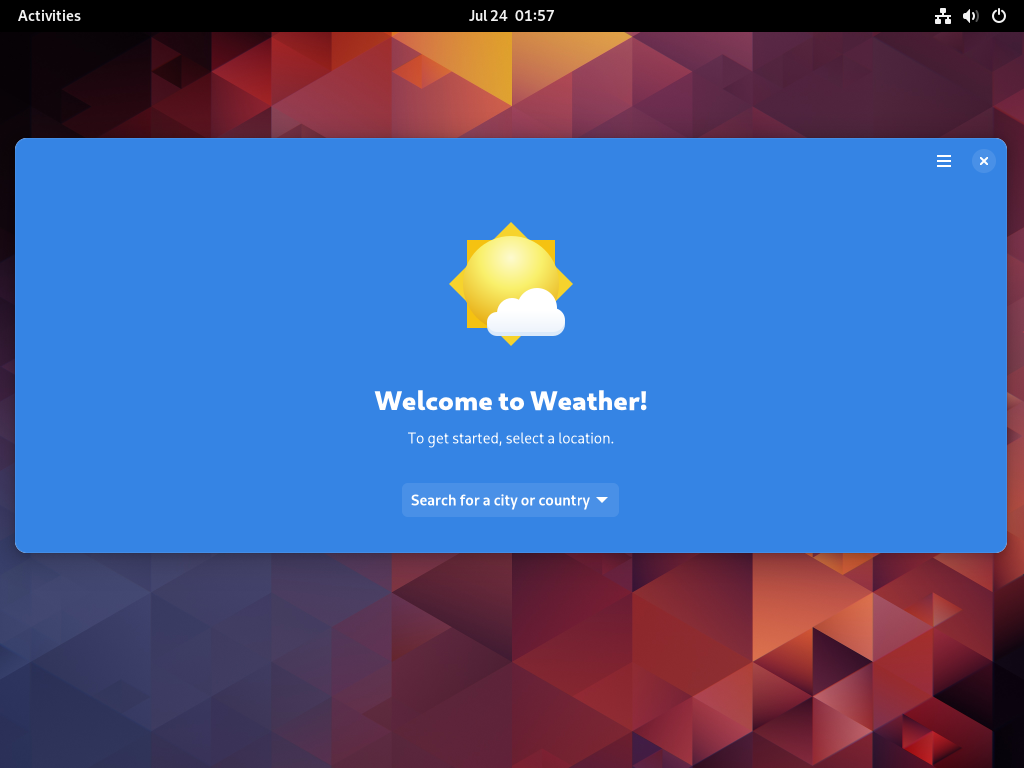 Activities
Jul 24 01:57
Welcome to Weather!
To get started, select a location.
Search for a city or country